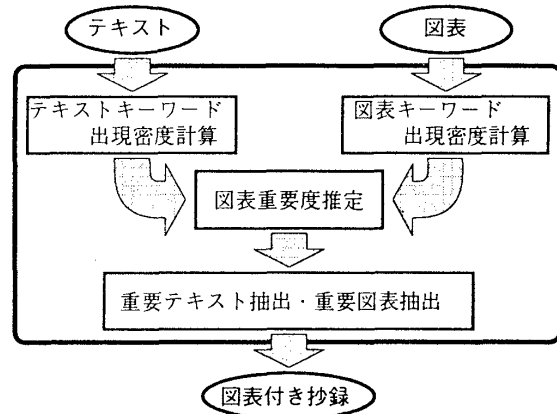 テキスト
図表
テキストキーワード
出現密度計算
図表キーワード
出現密度計算
図表重要度推定
重要テキスト抽出・重要図表抽出
図表付き抄録